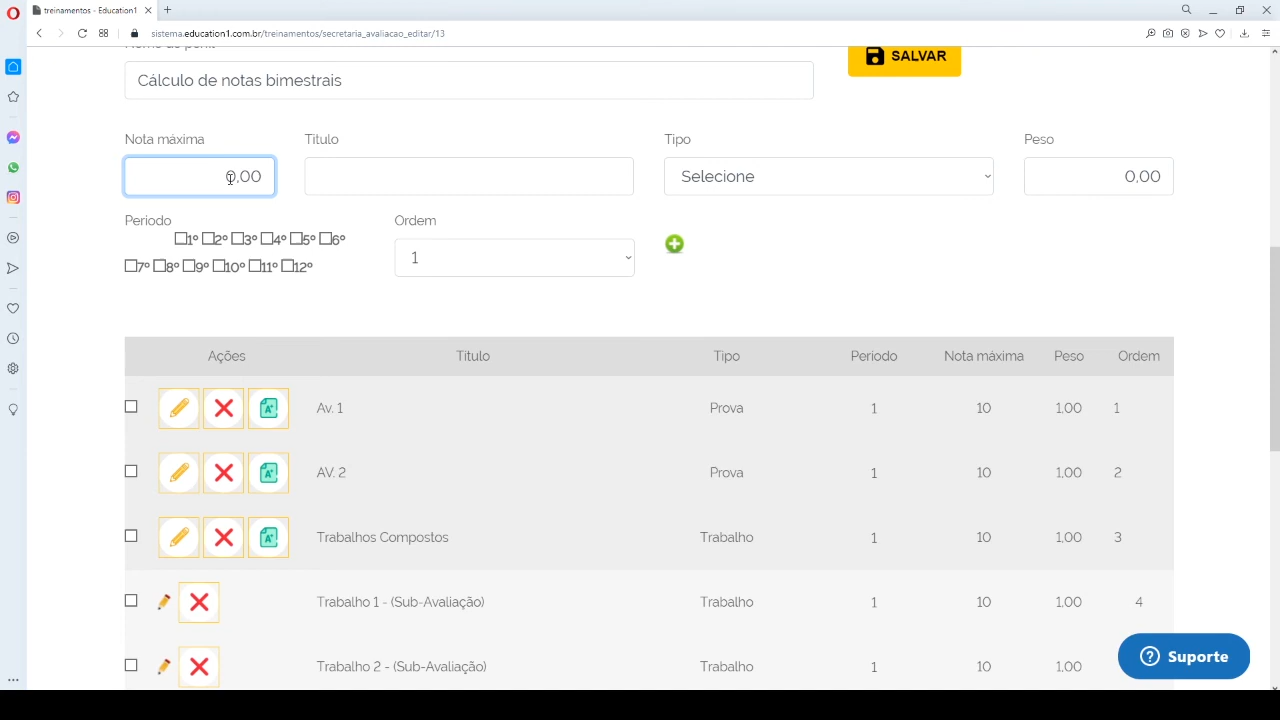 treinamentos - Education1
sistema.education1.com.br/treinamentos/secretaria_avaliacao_editar/13
Nome do perfil
SALVAR
Cálculo de notas bimestrais
Nota máxima Titulo Tipo Peso
0,00 Selecione 0,00
Periodo Ordem
1º 2º 3º 4º 5º 6º
7º 8º 9º 10º 11º 12º
1
Ações Titulo Tipo Periodo Nota máxima Peso Ordem
Av. 1 Prova 1 10 1,00 1
AV. 2 Prova 1 10 1,00 2
Trabalhos Compostos Trabalho 1 10 1,00 3
Trabalho 1 - (Sub-Avaliação) Trabalho 1 10 1,00 4
Trabalho 2 - (Sub-Avaliação) Trabalho 1 10 1,00
Suporte